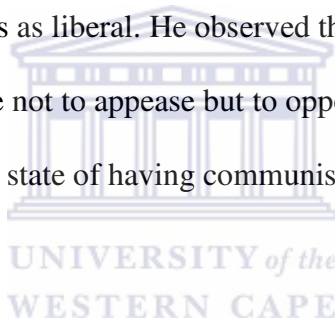 s as liberal. He observed th
e not to appease but to oppo
state of having communis
UNIVERSITY of the
WESTERN CAPE